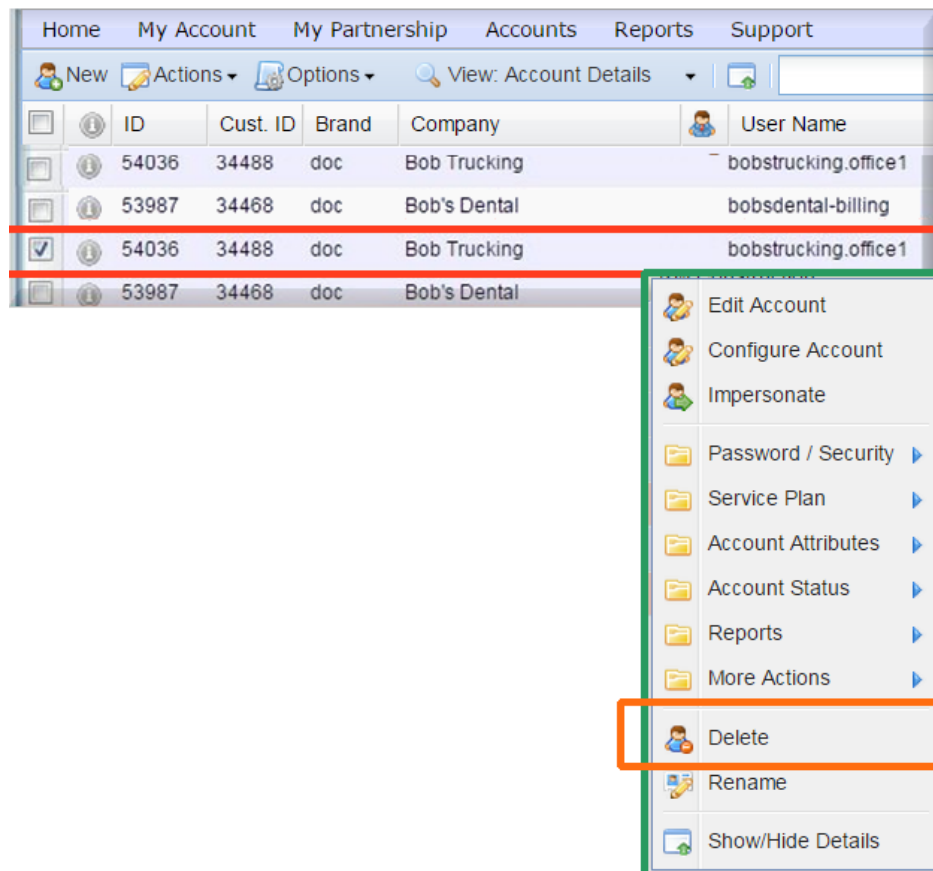 Home My Account My Partnership Accounts Reports Support
New Actions Options View: Account Details
ID Cust. ID Brand Company User Name
54036 34488 doc Bob Trucking bobstrucking.office1
53987 34468 doc Bob's Dental bobsdental-billing
54036 34488 doc Bob Trucking bobstrucking.office1
53987 34468 doc Bob's Dental
Edit Account
Configure Account
Impersonate
Password / Security
Service Plan
Account Attributes
Account Status
Reports
More Actions
Delete
Rename
Show/Hide Details